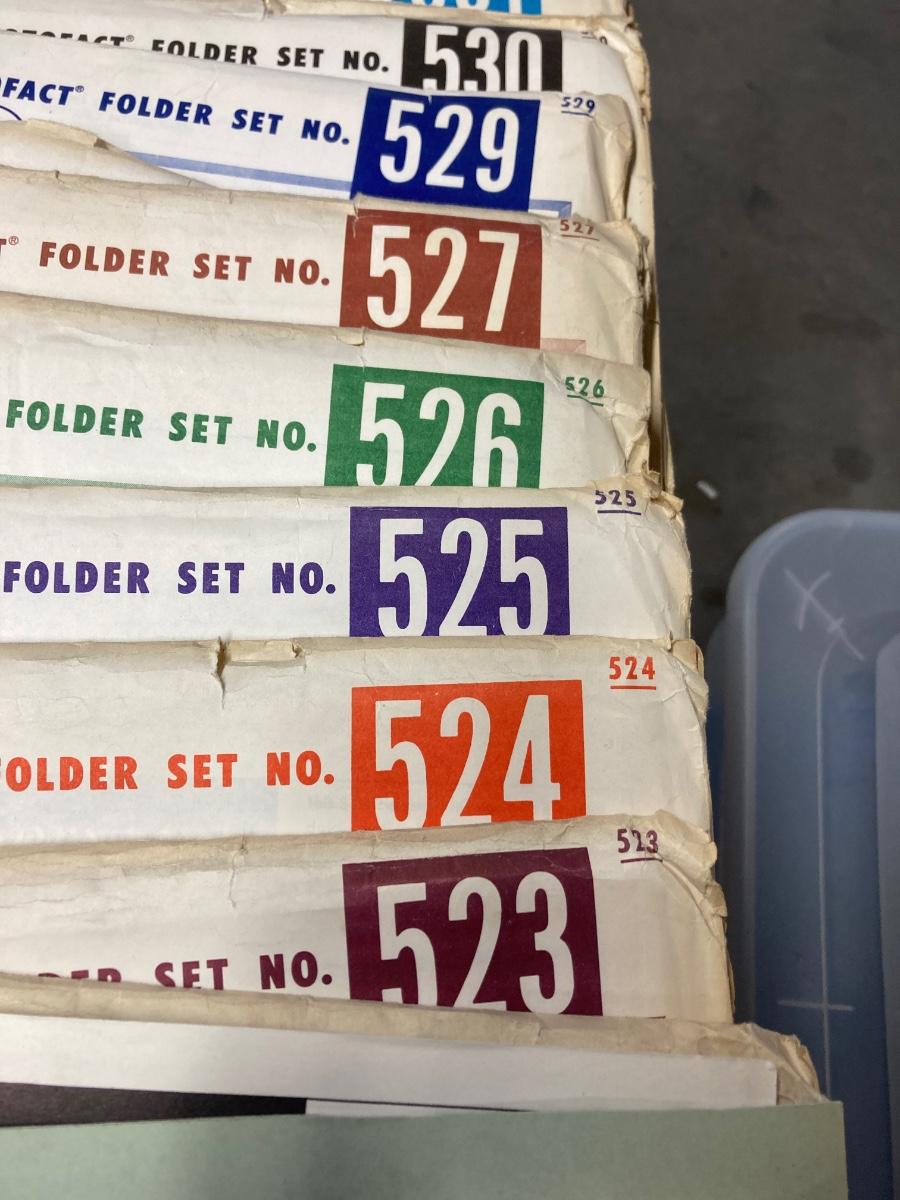 FOLDER SET NO. 530
FACT® FOLDER SET NO. 529 529
® FOLDER SET NO. 527 527
FOLDER SET NO. 526 526
FOLDER SET NO. 525 525
FOLDER SET NO. 524 524
SET NO. 523 523